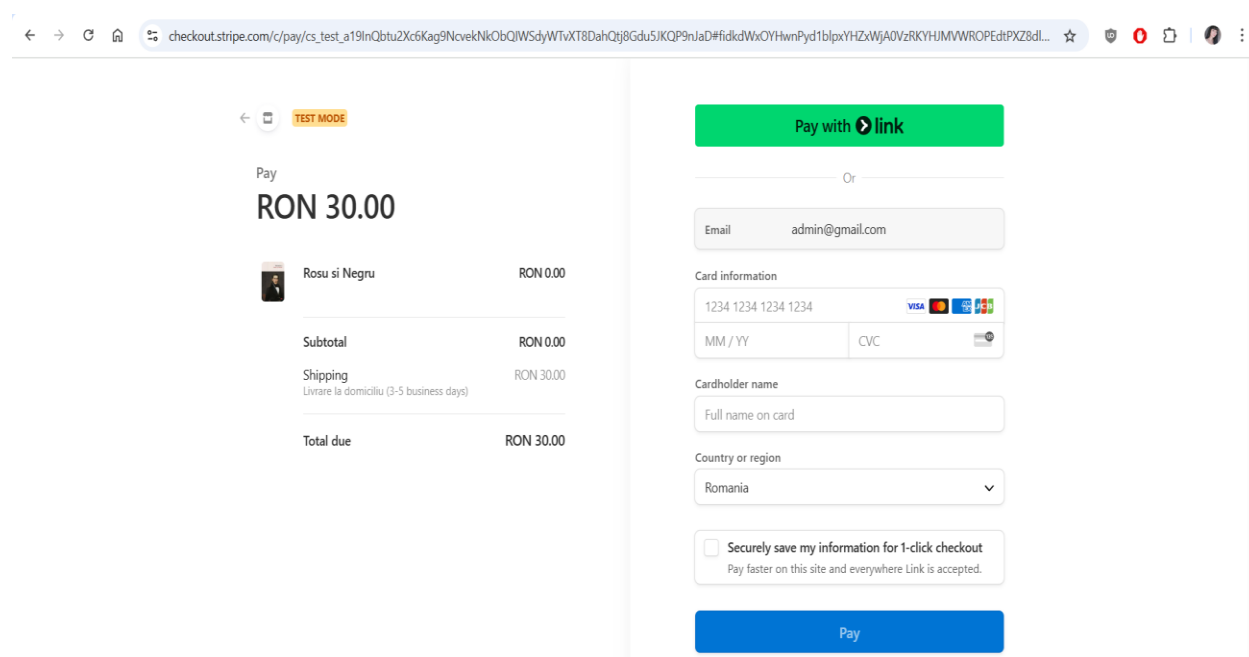 checkout.stripe.com/c/pay/cs_test_a19InQbtu2Xc6Kag9NcvekNkObQIWSdyWTvXT8DahQtj8Gdu5JKQP9nJaD#fidkdWxOYHwnPyd1blpxYHZxWjA0VzRKYHJMVWROPEdtPXZ8dl...
TEST MODE
Pay
RON 30.00
Rosu si Negru RON 0.00
Subtotal RON 0.00
Shipping RON 30.00
Livrare la domiciliu (3-5 business days)
Total due RON 30.00
Pay with link
Or
Email admin@gmail.com
Card information
1234 1234 1234 1234 VISA
MM / YY CVC
Cardholder name
Full name on card
Country or region
Romania
Securely save my information for 1-click checkout
Pay faster on this site and everywhere Link is accepted.
Pay